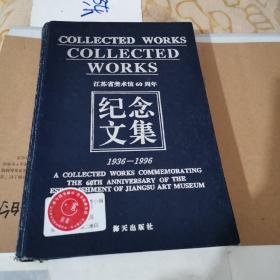 COLLECTED WORKS
COLLECTED
WORKS
江苏省美术馆60周年
纪念
文集
1936—1996
A COLLECTED WORKS COMMEMORATING
THE 60TH ANNIVERSARY OF THE
ESTABLISHMENT OF JIANGSU ART MUSEUM
海天出版社